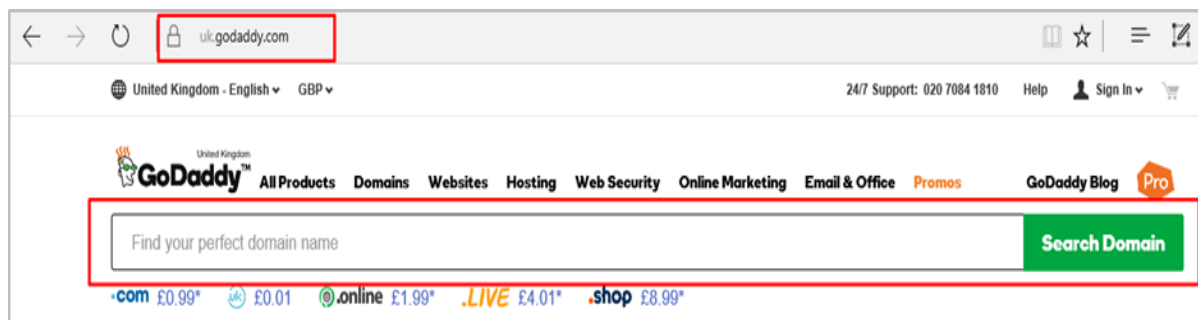 uk.godaddy.com
United Kingdom - English GBP 24/7 Support: 020 7084 1810 Help Sign In
United Kingdom
GoDaddy™ All Products Domains Websites Hosting Web Security Online Marketing Email & Office Promos GoDaddy Blog Pro
Find your perfect domain name Search Domain
.com £0.99* uk £0.01 .online £1.99* .LIVE £4.01* .shop £8.99*